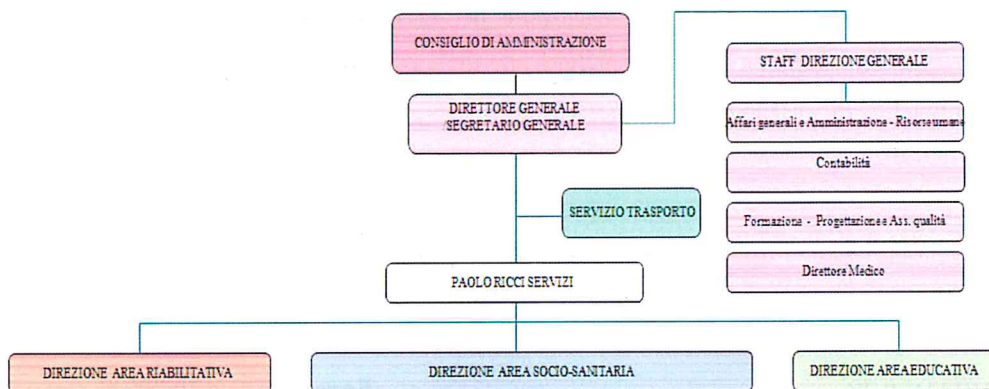 CONSIGLIO DI AMMINISTRAZIONE
STAFF DIREZIONE GENERALE
DIRETTORE GENERALE
/SEGRETARIO GENERALE
Affari generali e Amministrazione - Risorse umane
Contabilità
SERVIZIO TRASPORTO
Formazione - Progettazione e Ass. qualità
Direttore Medico
PAOLO RICCI SERVIZI
DIREZIONE AREA RIABILITATIVA
DIREZIONE AREA SOCIO-SANITARIA
DIREZIONE AREA EDUCATIVA